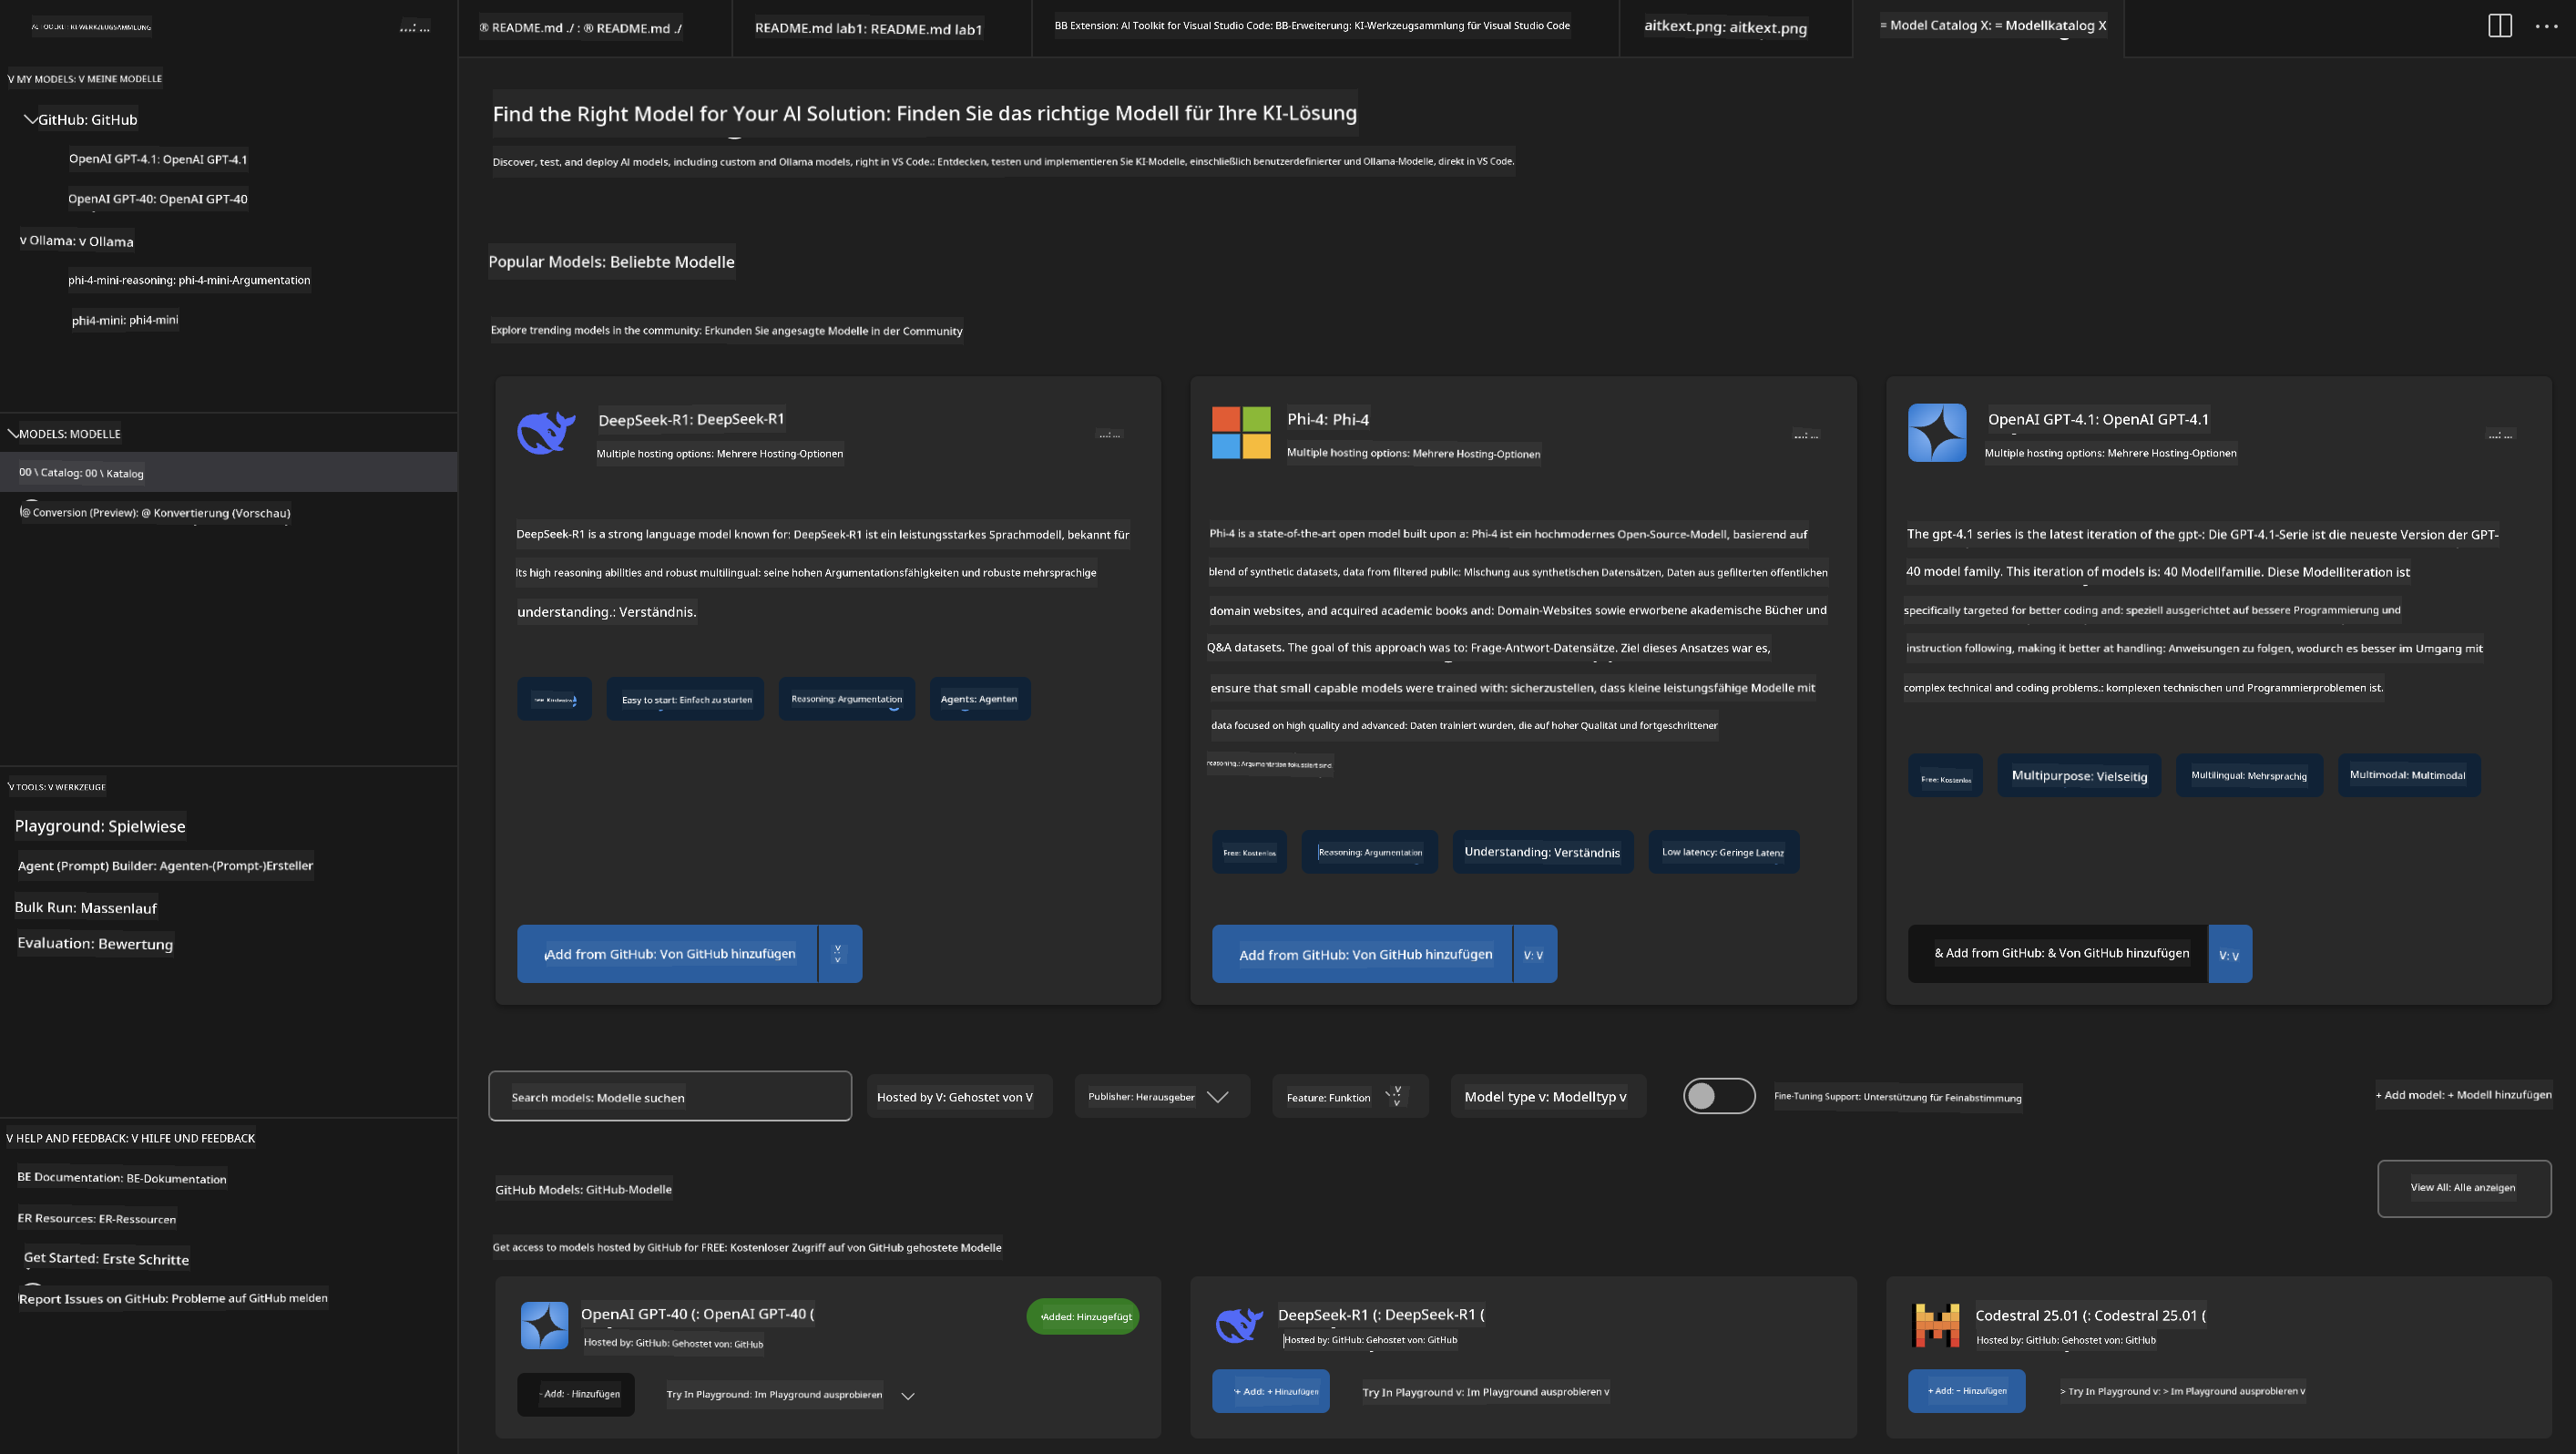 AL TOOLKIT: KI-WERKZEUGSAMMLUNG
....: ...
V MY MODELS: V MEINE MODELLE
GitHub: GitHub
OpenAI GPT-4.1: OpenAI GPT-4.1
OpenAI GPT-40: OpenAI GPT-40
v Ollama: v Ollama
phi-4-mini-reasoning: phi-4-mini-Argumentation
phi4-mini: phi4-mini
MODELS: MODELLE
00 \ Catalog: 00 \ Katalog
@ Conversion (Preview): @ Konvertierung (Vorschau)
V TOOLS: V WERKZEUGE
Playground: Spielwiese
Agent (Prompt) Builder: Agenten-(Prompt-)Ersteller
Bulk Run: Massenlauf
Evaluation: Bewertung
V HELP AND FEEDBACK: V HILFE UND FEEDBACK
BE Documentation: BE-Dokumentation
ER Resources: ER-Ressourcen
Get Started: Erste Schritte
Report Issues on GitHub: Probleme auf GitHub melden
® README.md ./ : ® README.md ./
README.md lab1: README.md lab1
BB Extension: AI Toolkit for Visual Studio Code: BB-Erweiterung: KI-Werkzeugsammlung für Visual Studio Code
aitkext.png: aitkext.png
= Model Catalog X: = Modellkatalog X
Find the Right Model for Your Al Solution: Finden Sie das richtige Modell für Ihre KI-Lösung
Discover, test, and deploy AI models, including custom and Ollama models, right in VS Code.: Entdecken, testen und implementieren Sie KI-Modelle, einschließlich benutzerdefinierter und Ollama-Modelle, direkt in VS Code.
Popular Models: Beliebte Modelle
Explore trending models in the community: Erkunden Sie angesagte Modelle in der Community
DeepSeek-R1: DeepSeek-R1
....: ...
Multiple hosting options: Mehrere Hosting-Optionen
DeepSeek-R1 is a strong language model known for: DeepSeek-R1 ist ein leistungsstarkes Sprachmodell, bekannt für
its high reasoning abilities and robust multilingual: seine hohen Argumentationsfähigkeiten und robuste mehrsprachige
understanding.: Verständnis.
Easy to start: Einfach zu starten
Reasoning: Argumentation
Agents: Agenten
Add from GitHub: Von GitHub hinzufügen
v: v
Phi-4: Phi-4
....: ...
Multiple hosting options: Mehrere Hosting-Optionen
Phi-4 is a state-of-the-art open model built upon a: Phi-4 ist ein hochmodernes Open-Source-Modell, basierend auf
blend of synthetic datasets, data from filtered public: Mischung aus synthetischen Datensätzen, Daten aus gefilterten öffentlichen
domain websites, and acquired academic books and: Domain-Websites sowie erworbene akademische Bücher und
Q&A datasets. The goal of this approach was to: Frage-Antwort-Datensätze. Ziel dieses Ansatzes war es,
ensure that small capable models were trained with: sicherzustellen, dass kleine leistungsfähige Modelle mit
data focused on high quality and advanced: Daten trainiert wurden, die auf hoher Qualität und fortgeschrittener
reasoning.: Argumentation fokussiert sind.
Free: Kostenlos
Reasoning: Argumentation
Understanding: Verständnis
Low latency: Geringe Latenz
Add from GitHub: Von GitHub hinzufügen
V: V
OpenAI GPT-4.1: OpenAI GPT-4.1
....: ...
Multiple hosting options: Mehrere Hosting-Optionen
The gpt-4.1 series is the latest iteration of the gpt-: Die GPT-4.1-Serie ist die neueste Version der GPT-
40 model family. This iteration of models is: 40 Modellfamilie. Diese Modelliteration ist
specifically targeted for better coding and: speziell ausgerichtet auf bessere Programmierung und
instruction following, making it better at handling: Anweisungen zu folgen, wodurch es besser im Umgang mit
complex technical and coding problems.: komplexen technischen und Programmierproblemen ist.
Free: Kostenlos
Multipurpose: Vielseitig
Multilingual: Mehrsprachig
Multimodal: Multimodal
& Add from GitHub: & Von GitHub hinzufügen
V: V
Search models: Modelle suchen
Hosted by V: Gehostet von V
Publisher: Herausgeber
Feature: Funktion
v: v
Model type v: Modelltyp v
Fine-Tuning Support: Unterstützung für Feinabstimmung
+ Add model: + Modell hinzufügen
GitHub Models: GitHub-Modelle
View All: Alle anzeigen
Get access to models hosted by GitHub for FREE: Kostenloser Zugriff auf von GitHub gehostete Modelle
OpenAI GPT-40 (: OpenAI GPT-40 (
Added: Hinzugefügt
Hosted by: GitHub: Gehostet von: GitHub
- Add: - Hinzufügen
Try In Playground: Im Playground ausprobieren
DeepSeek-R1 (: DeepSeek-R1 (
Hosted by: GitHub: Gehostet von: GitHub
+ Add: + Hinzufügen
Try In Playground v: Im Playground ausprobieren v
Codestral 25.01 (: Codestral 25.01 (
Hosted by: GitHub: Gehostet von: GitHub
+ Add: + Hinzufügen
> Try In Playground v: > Im Playground ausprobieren v